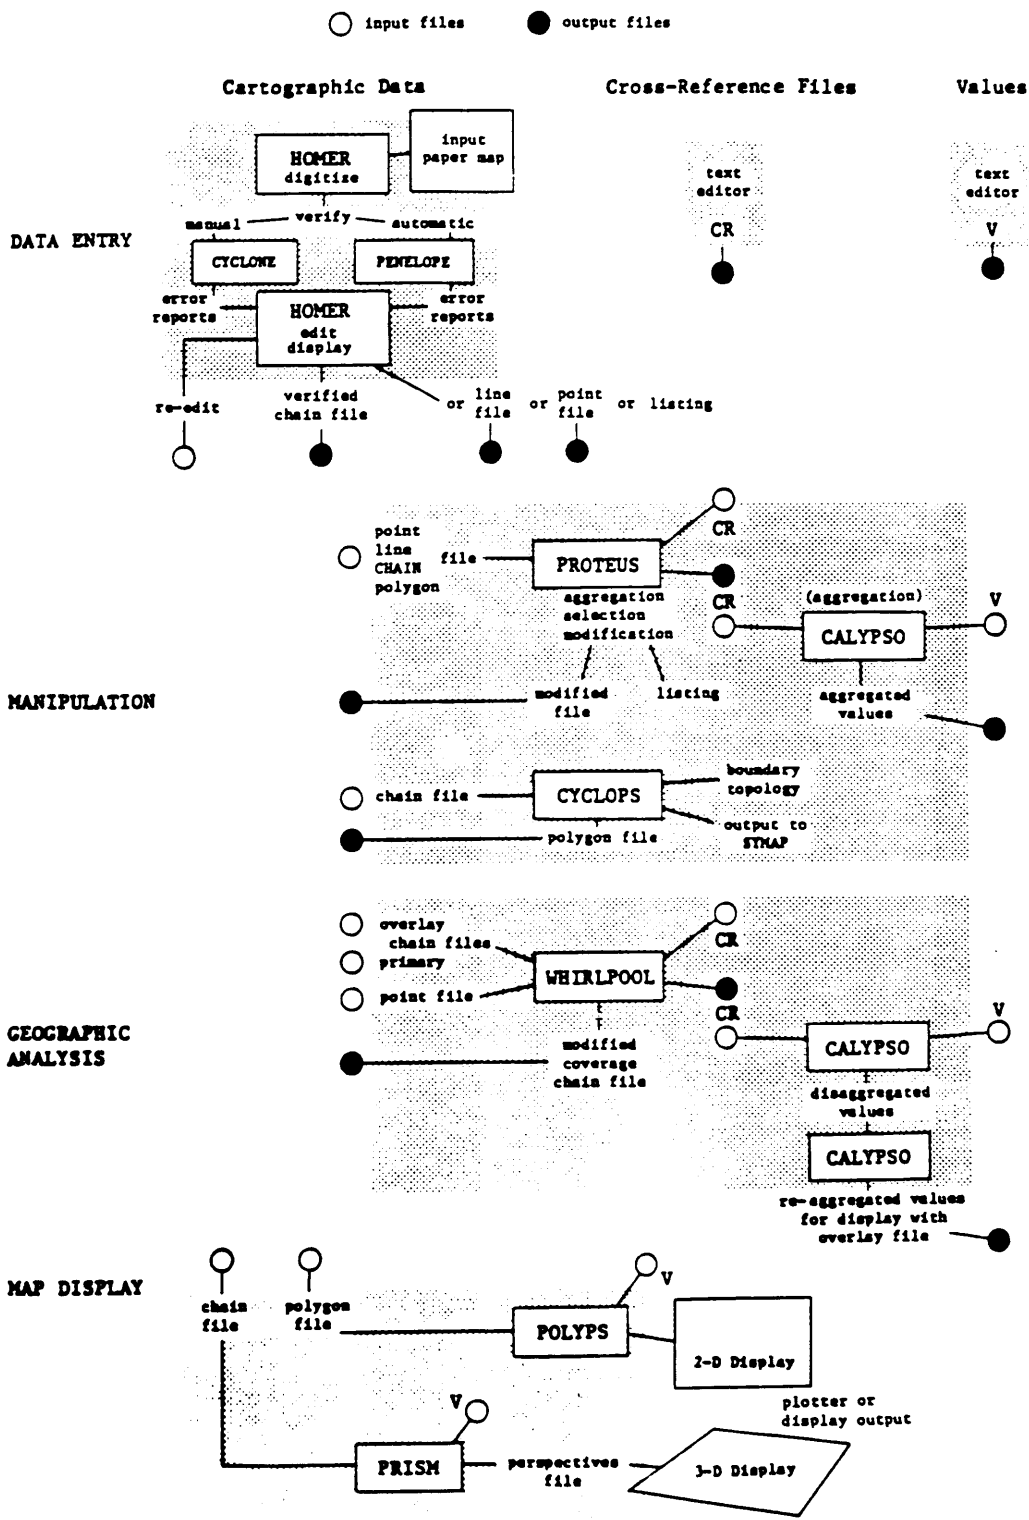 input files
output files
Cartographic Data
Cross-Reference Files
Values
DATA ENTRY
HOMER
digitize
input
paper map
verify
manual
automatic
CYCLONE
PENELOPE
error
reports
error
reports
HOMER
edit
display
re-edit
verified
chain file
or line
file
or point
file
or listing
text
editor
CR
text
editor
V
MANIPULATION
point
line
CHAIN
polygon
file
PROTEUS
aggregation
selection
modification
CR
CR
modified
file
listing
(aggregation)
CALYPSO
V
aggregated
values
chain file
CYCLOPS
boundary
topology
polygon file
output to
SYMAP
GEOGRAPHIC
ANALYSIS
overlay
chain files
primary
point file
WHIRLPOOL
CR
CR
modified
coverage
chain file
CALYPSO
V
disaggregated
values
CALYPSO
re-aggregated values
for display with
overlay file
MAP DISPLAY
chain
file
polygon
file
POLYPS
V
2-D Display
plotter or
display output
V
PRISM
perspectives
file
3-D Display